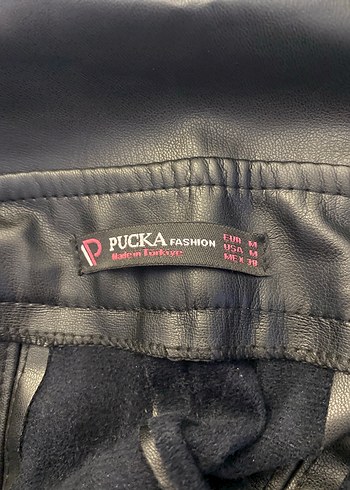 P PUCKA FASHION
Made in Türkiye
EUR M
USA M
MEX 38